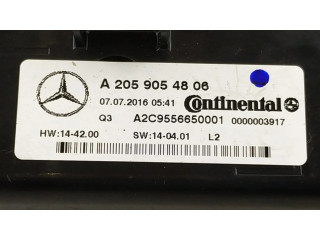 A 205 905 48 06
07.07.2016 05:41 Continental
Q3 A2C9556650001 0000003917
HW:14-42.00 SW:14-04.01 L2